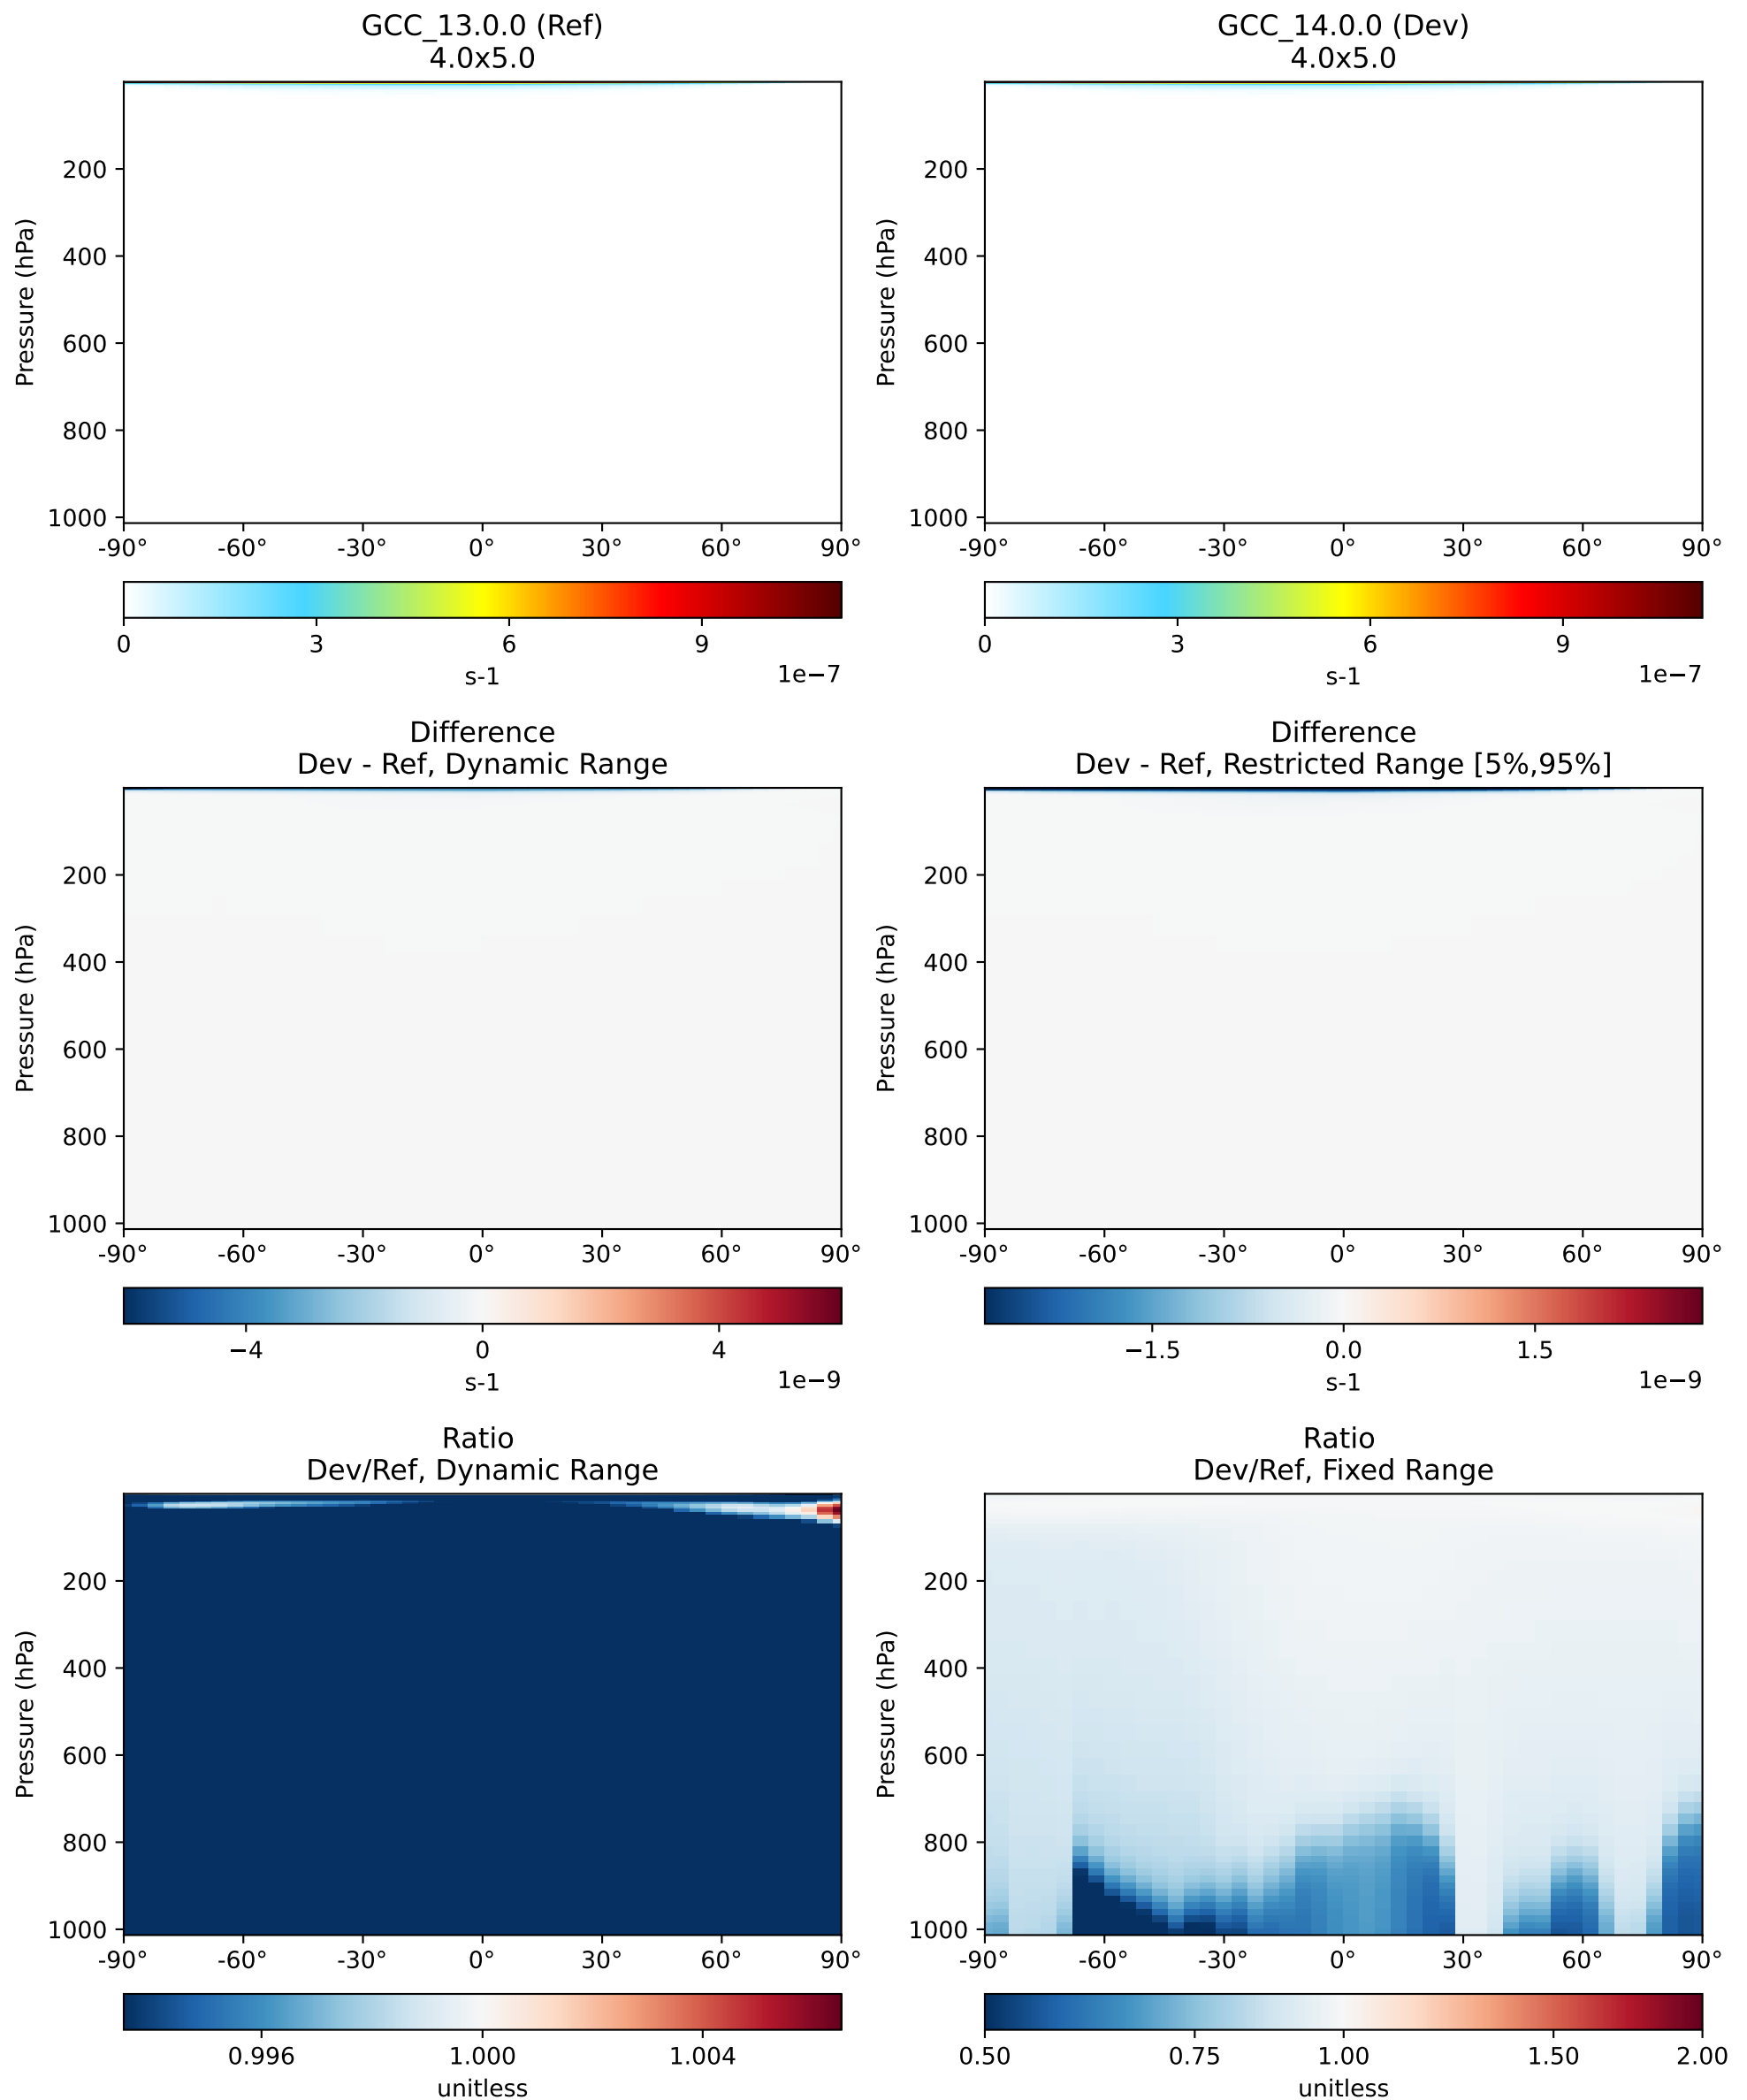 GCC_13.0.0 (Ref)
4.0x5.0
Pressure (hPa)
200
400
600
800
1000
-90° -60° -30° 0° 30° 60° 90°
0 3 6 9
s-1
1e−7
GCC_14.0.0 (Dev)
4.0x5.0
Pressure (hPa)
200
400
600
800
1000
-90° -60° -30° 0° 30° 60° 90°
0 3 6 9
s-1
1e−7
Difference
Dev - Ref, Dynamic Range
Pressure (hPa)
200
400
600
800
1000
-90° -60° -30° 0° 30° 60° 90°
−4 0 4
s-1
1e−9
Difference
Dev - Ref, Restricted Range [5%,95%]
Pressure (hPa)
200
400
600
800
1000
-90° -60° -30° 0° 30° 60° 90°
−1.5 0.0 1.5
s-1
1e−9
Ratio
Dev/Ref, Dynamic Range
Pressure (hPa)
200
400
600
800
1000
-90° -60° -30° 0° 30° 60° 90°
0.996 1.000 1.004
unitless
Ratio
Dev/Ref, Fixed Range
Pressure (hPa)
200
400
600
800
1000
-90° -60° -30° 0° 30° 60° 90°
0.50 0.75 1.00 1.50 2.00
unitless